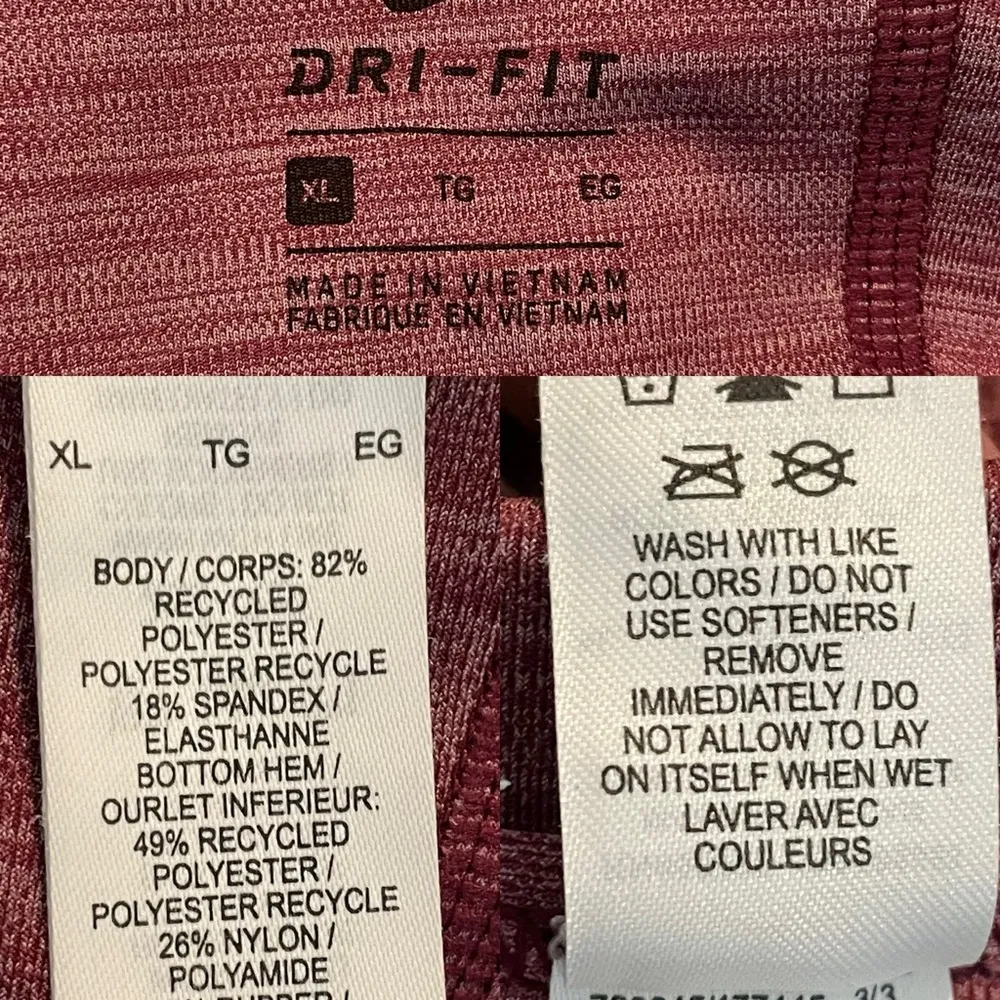 DRI-FIT
XL TG EG
MADE IN VIETNAM
FABRIQUE EN VIETNAM
XL TG EG
BODY / CORPS: 82%
RECYCLED
POLYESTER /
POLYESTER RECYCLE
18% SPANDEX /
ELASTHANNE
BOTTOM HEM /
OURLET INFERIEUR:
49% RECYCLED
POLYESTER /
POLYESTER RECYCLE
26% NYLON /
POLYAMIDE
WASH WITH LIKE
COLORS / DO NOT
USE SOFTENERS /
REMOVE
IMMEDIATELY / DO
NOT ALLOW TO LAY
ON ITSELF WHEN WET
LAVER AVEC
COULEURS
2/3